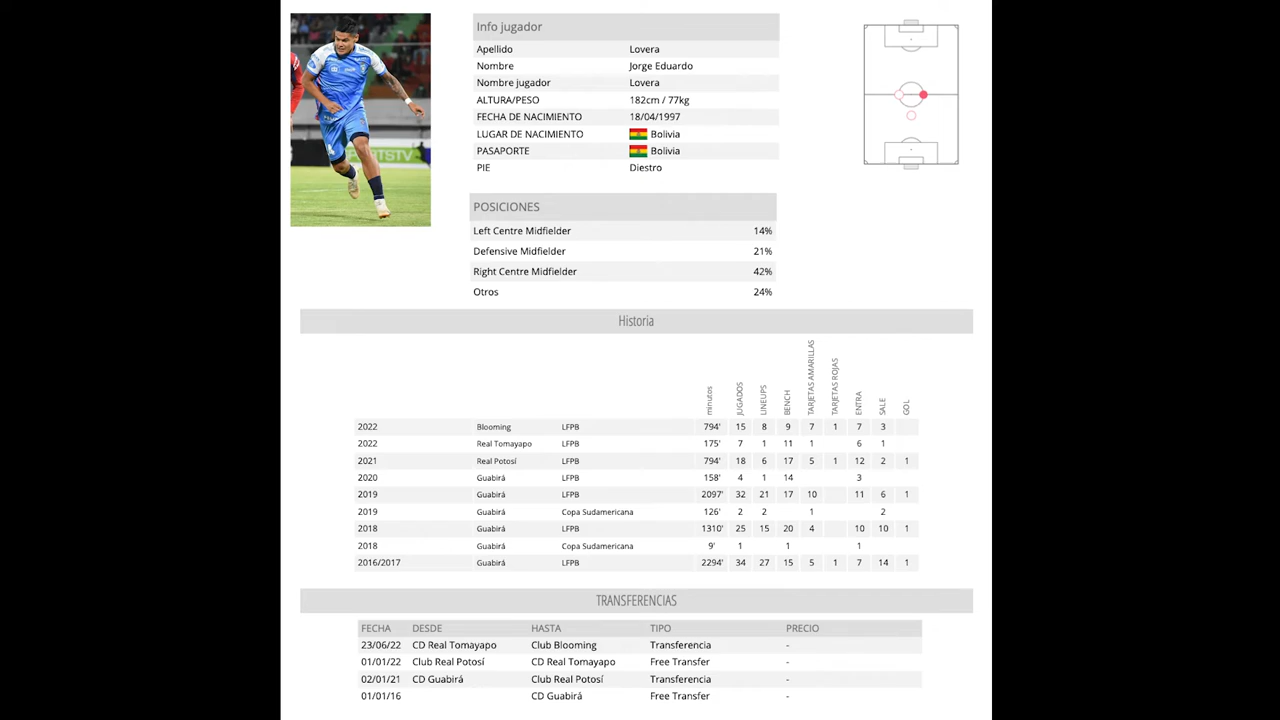 Info jugador
Apellido Lovera
Nombre Jorge Eduardo
Nombre jugador Lovera
ALTURA/PESO 182cm / 77kg
FECHA DE NACIMIENTO 18/04/1997
LUGAR DE NACIMIENTO Bolivia
PASAPORTE Bolivia
PIE Diestro
POSICIONES
Left Centre Midfielder 14%
Defensive Midfielder 21%
Right Centre Midfielder 42%
Otros 24%
Historia
minutos JUGADOS LINEUPS BENCH TARJETAS AMARILLAS TARJETAS ROJAS ENTRA SALE GOL
2022 Blooming LFPB 794' 15 8 9 7 1 7 3
2022 Real Tomayapo LFPB 175' 7 1 11 1 6 1
2021 Real Potosí LFPB 794' 18 6 17 5 1 12 2 1
2020 Guabirá LFPB 158' 4 1 14 3
2019 Guabirá LFPB 2097' 32 21 17 10 11 6 1
2019 Guabirá Copa Sudamericana 126' 2 2 1 2
2018 Guabirá LFPB 1310' 25 15 20 4 10 10 1
2018 Guabirá Copa Sudamericana 9' 1 1 1
2016/2017 Guabirá LFPB 2294' 34 27 15 5 1 7 14 1
TRANSFERENCIAS
FECHA DESDE HASTA TIPO PRECIO
23/06/22 CD Real Tomayapo Club Blooming Transferencia -
01/01/22 Club Real Potosí CD Real Tomayapo Free Transfer -
02/01/21 CD Guabirá Club Real Potosí Transferencia -
01/01/16 CD Guabirá Free Transfer -